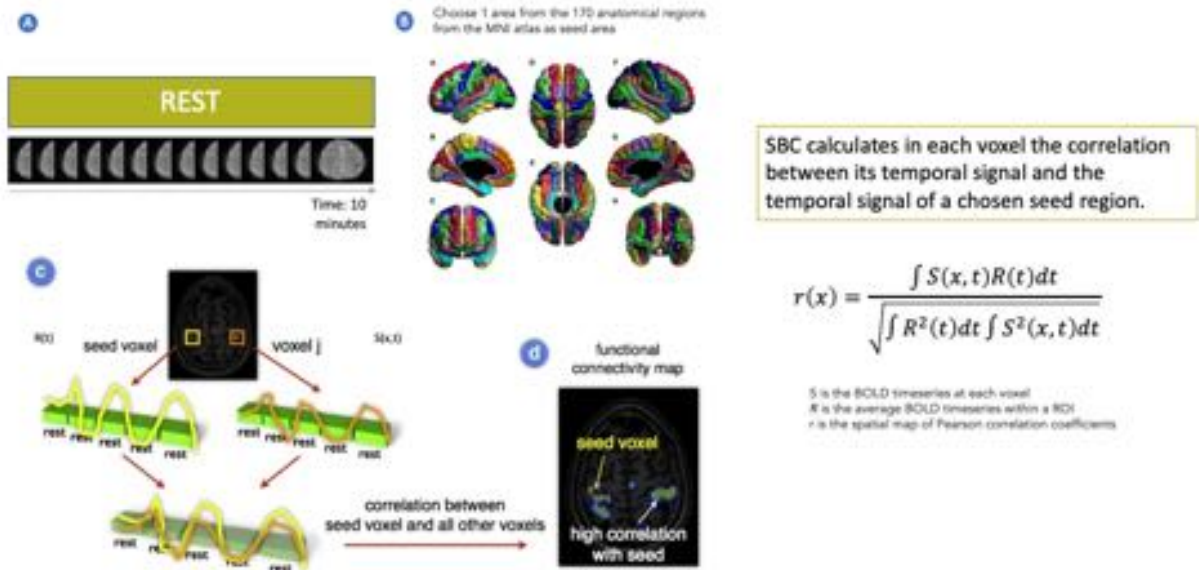 A
REST
Time: 10
minutes
B
Choose 1 area from the 170 anatomical regions
from the MNI atlas as seed area
C
R(t)
seed voxel
voxel j
S(x,t)
rest rest rest rest rest
rest rest rest rest rest
rest rest rest rest rest
correlation between
seed voxel and all other voxels
d
functional
connectivity map
seed voxel
high correlation
with seed
SBC calculates in each voxel the correlation
between its temporal signal and the
temporal signal of a chosen seed region.
r(x) = ∫ S(x,t)R(t)dt / √∫ R²(t)dt ∫ S²(x,t)dt
S is the BOLD timeseries at each voxel
R is the average BOLD timeseries within a ROI
r is the spatial map of Pearson correlation coefficients